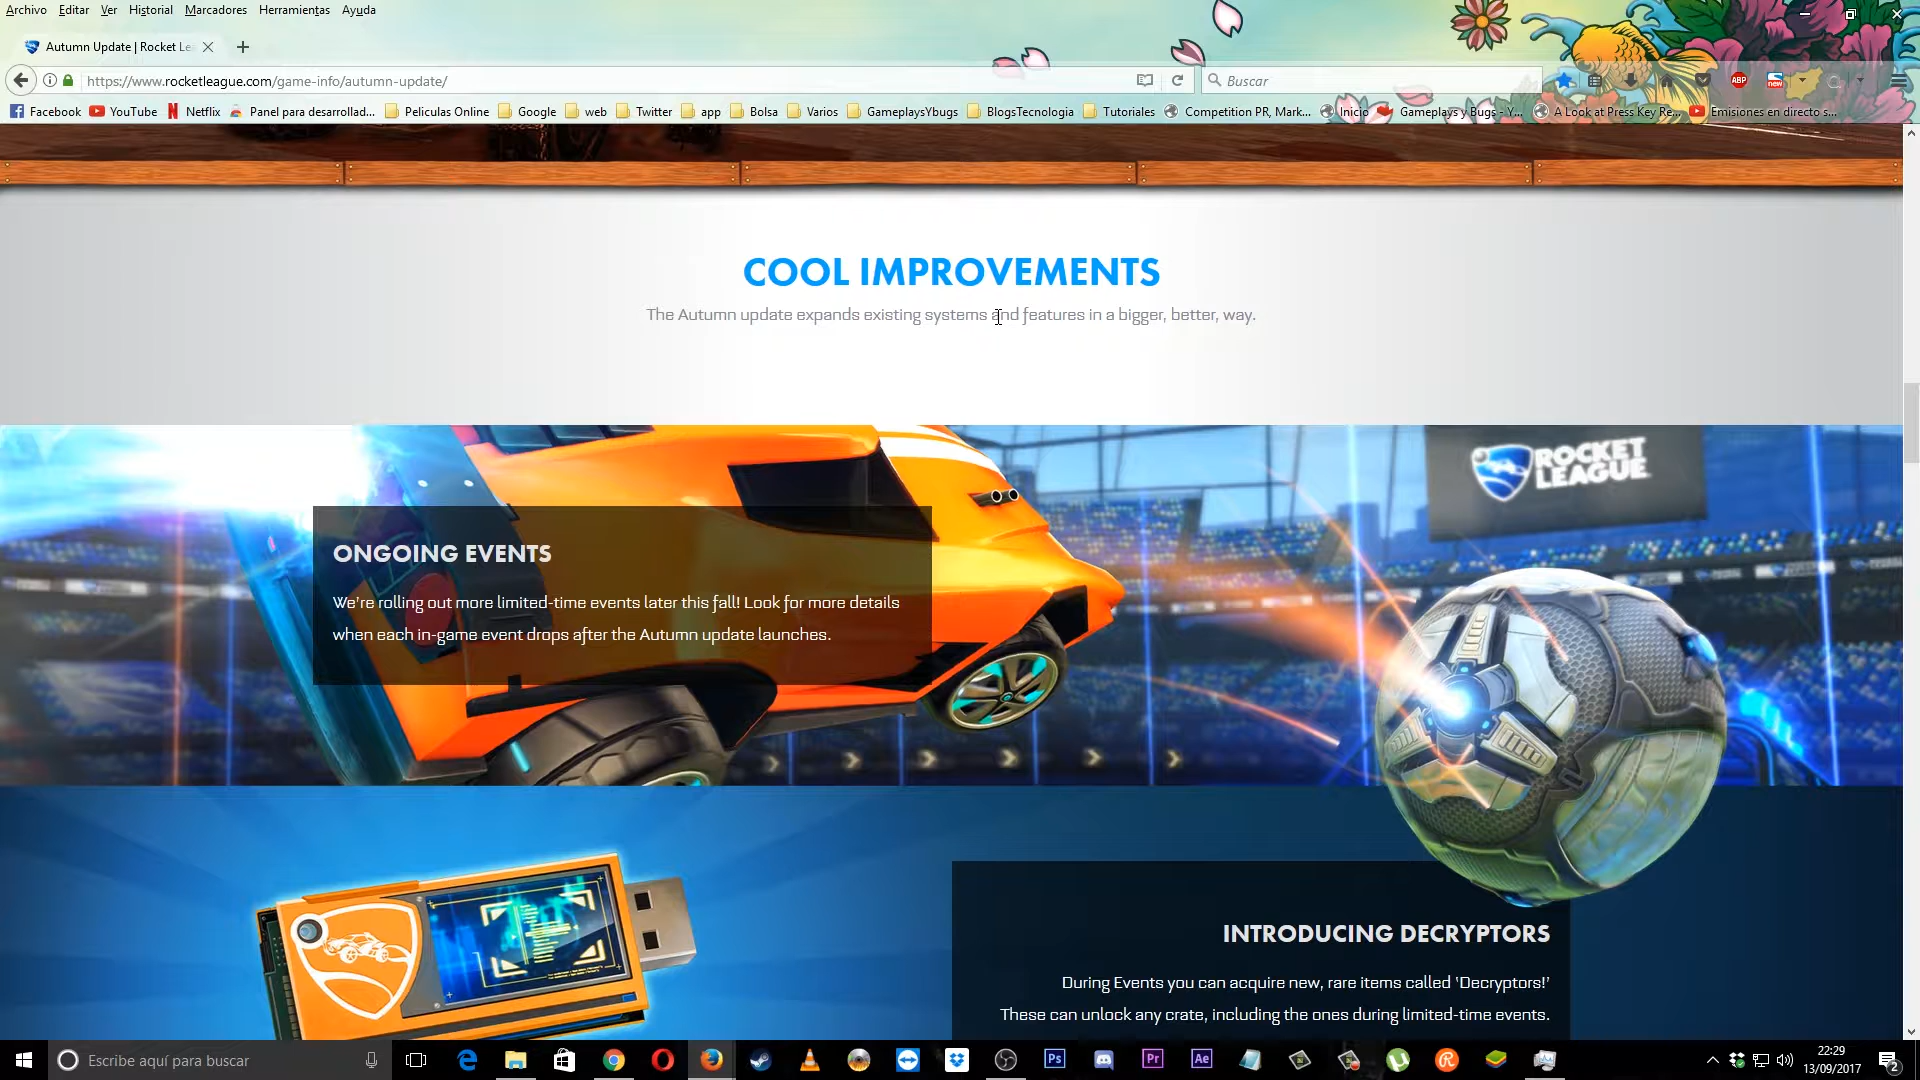 Archivo Editar Ver Historial Marcadores Herramientas Ayuda
Autumn Update | Rocket Le
https://www.rocketleague.com/game-info/autumn-update/
Buscar
ABP
new
Facebook YouTube Netflix Panel para desarrollad... Peliculas Online Google web Twitter app Bolsa Varios GameplaysYbugs BlogsTecnologia Tutoriales Competition PR, Mark... Inicio Gameplays y Bugs - Y... A Look at Press Key Re... Emisiones en directo s...
COOL IMPROVEMENTS
The Autumn update expands existing systems and features in a bigger, better, way.
ROCKET
LEAGUE
ONGOING EVENTS
We're rolling out more limited-time events later this fall! Look for more details
when each in-game event drops after the Autumn update launches.
INTRODUCING DECRYPTORS
During Events you can acquire new, rare items called 'Decryptors!'
These can unlock any crate, including the ones during limited-time events.
Escribe aquí para buscar
Ps
Pr
Ae
22:29
13/09/2017
2